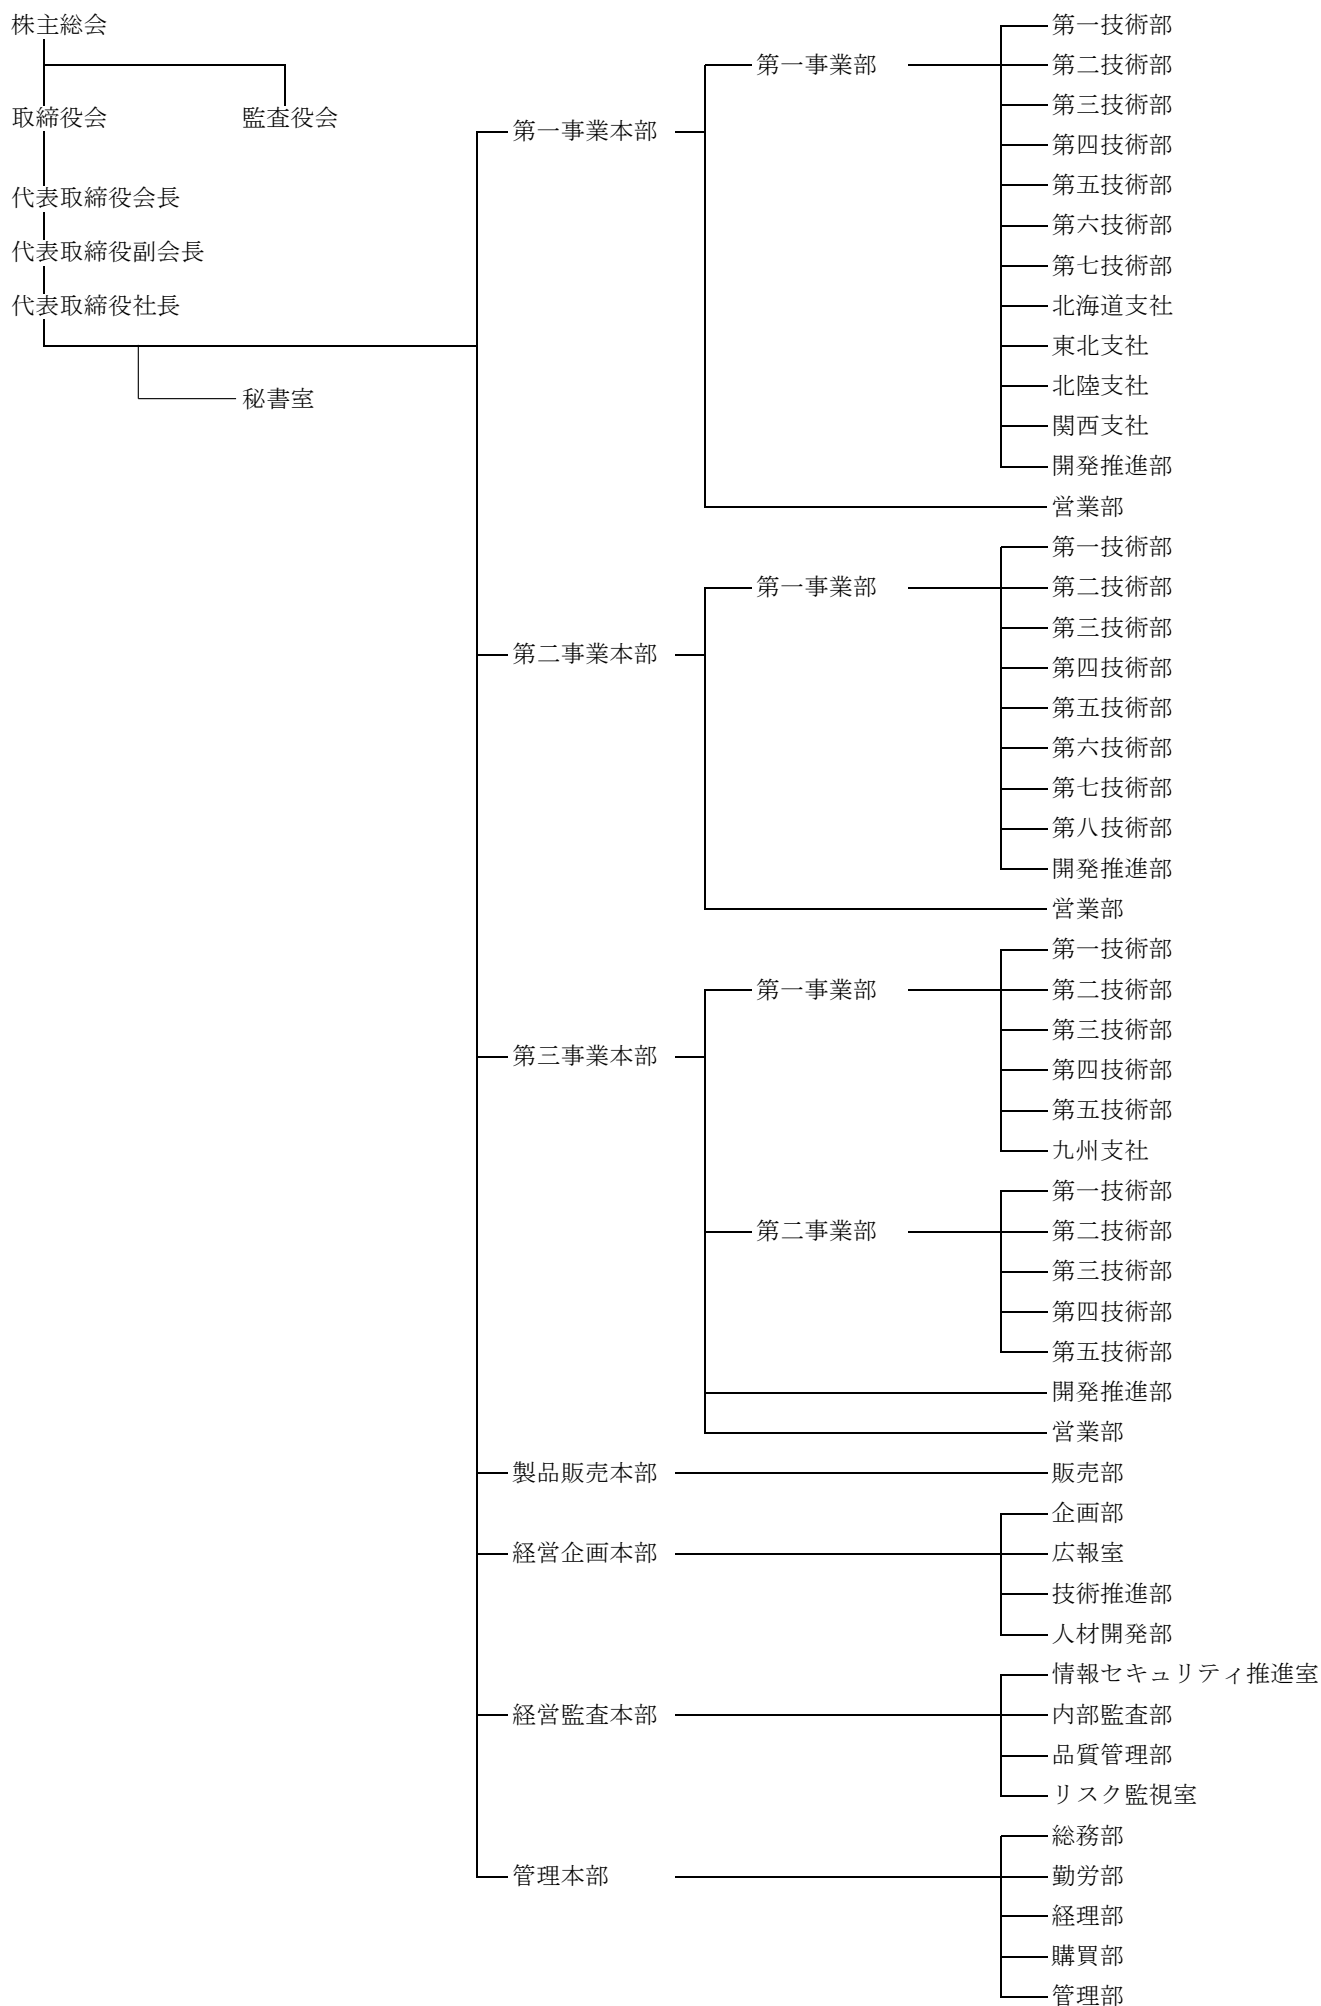 株主総会
取締役会
監査役会
代表取締役会長
代表取締役副会長
代表取締役社長
秘書室
第一事業本部
第一事業部
第一技術部
第二技術部
第三技術部
第四技術部
第五技術部
第六技術部
第七技術部
北海道支社
東北支社
北陸支社
関西支社
開発推進部
営業部
第二事業本部
第一事業部
第一技術部
第二技術部
第三技術部
第四技術部
第五技術部
第六技術部
第七技術部
第八技術部
開発推進部
営業部
第三事業本部
第一事業部
第一技術部
第二技術部
第三技術部
第四技術部
第五技術部
九州支社
第二事業部
第一技術部
第二技術部
第三技術部
第四技術部
第五技術部
開発推進部
営業部
製品販売本部
販売部
経営企画本部
企画部
広報室
技術推進部
人材開発部
経営監査本部
情報セキュリティ推進室
内部監査部
品質管理部
リスク監視室
管理本部
総務部
勤労部
経理部
購買部
管理部